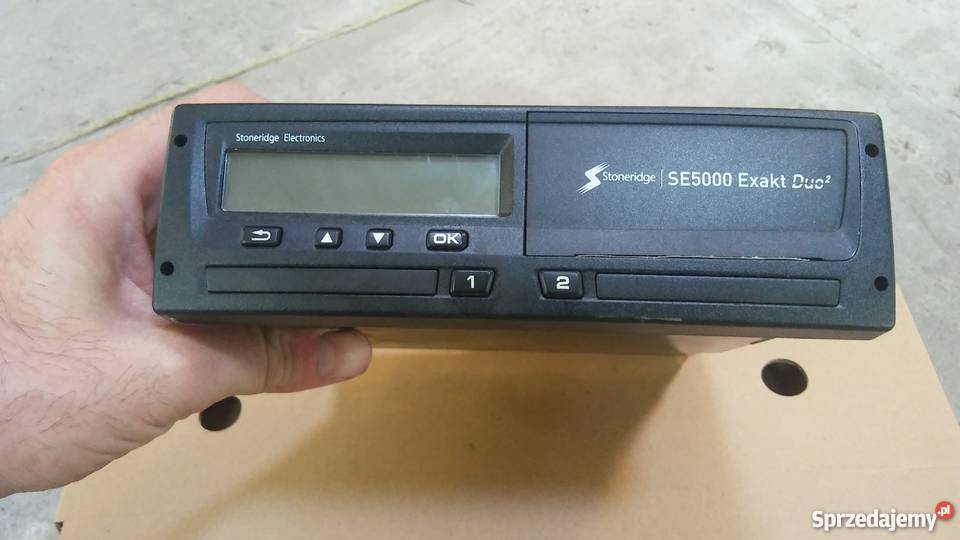 Stoneridge Electronics
Stoneridge | SE5000 Exakt Duo²
OK
1 2
Sprzedajemy.pl